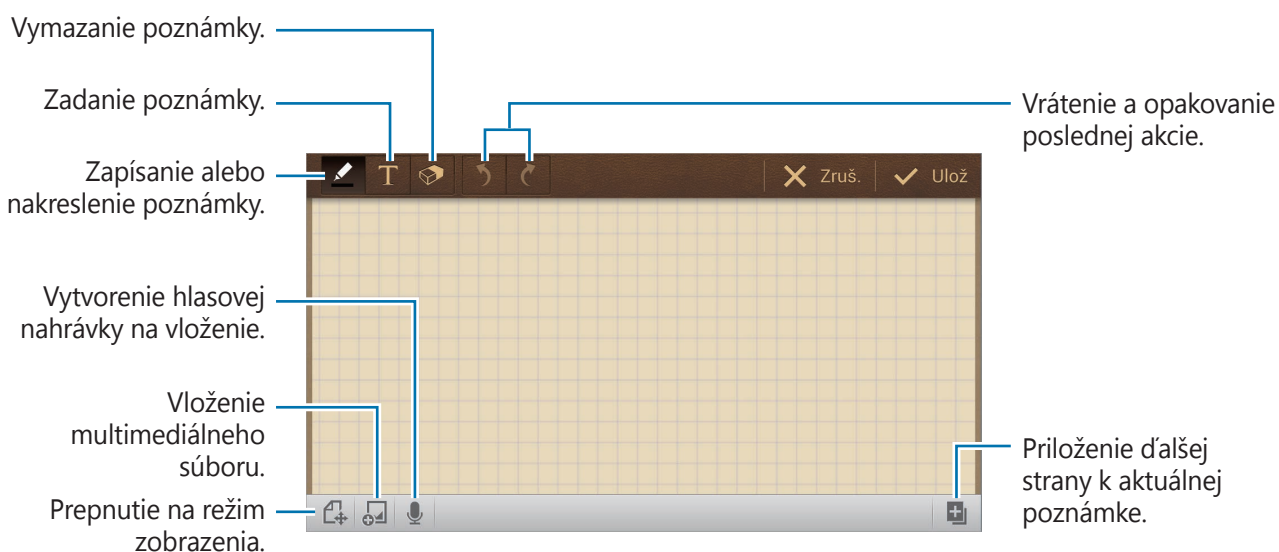 Vymazanie poznámky.
Zadanie poznámky.
Zapísanie alebo
nakreslenie poznámky.
Vytvorenie hlasovej
nahrávky na vloženie.
Vloženie
multimediálneho
súboru.
Prepnutie na režim
zobrazenia.
T
Zruš.
Ulož
Vrátenie a opakovanie
poslednej akcie.
Priloženie ďalšej
strany k aktuálnej
poznámke.